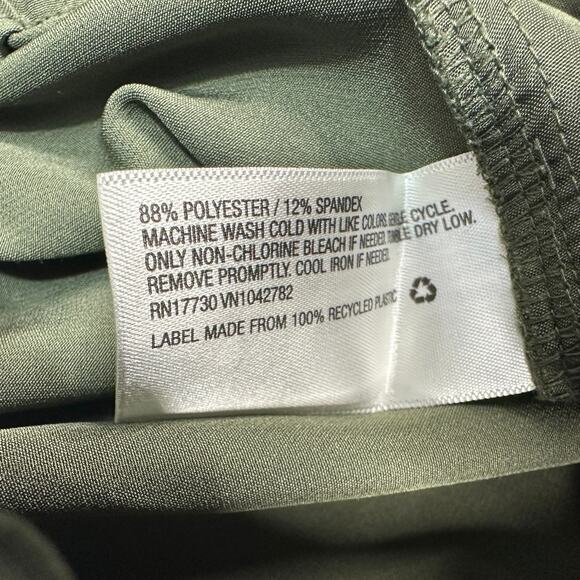 88% POLYESTER / 12% SPANDEX
MACHINE WASH COLD WITH LIKE COLORS, CYCLE.
ONLY NON-CHLORINE BLEACH IF NEEDED. TUMBLE DRY LOW.
REMOVE PROMPTLY. COOL IRON IF NEEDED.
RN17730 VN1042782
LABEL MADE FROM 100% RECYCLED PLASTIC